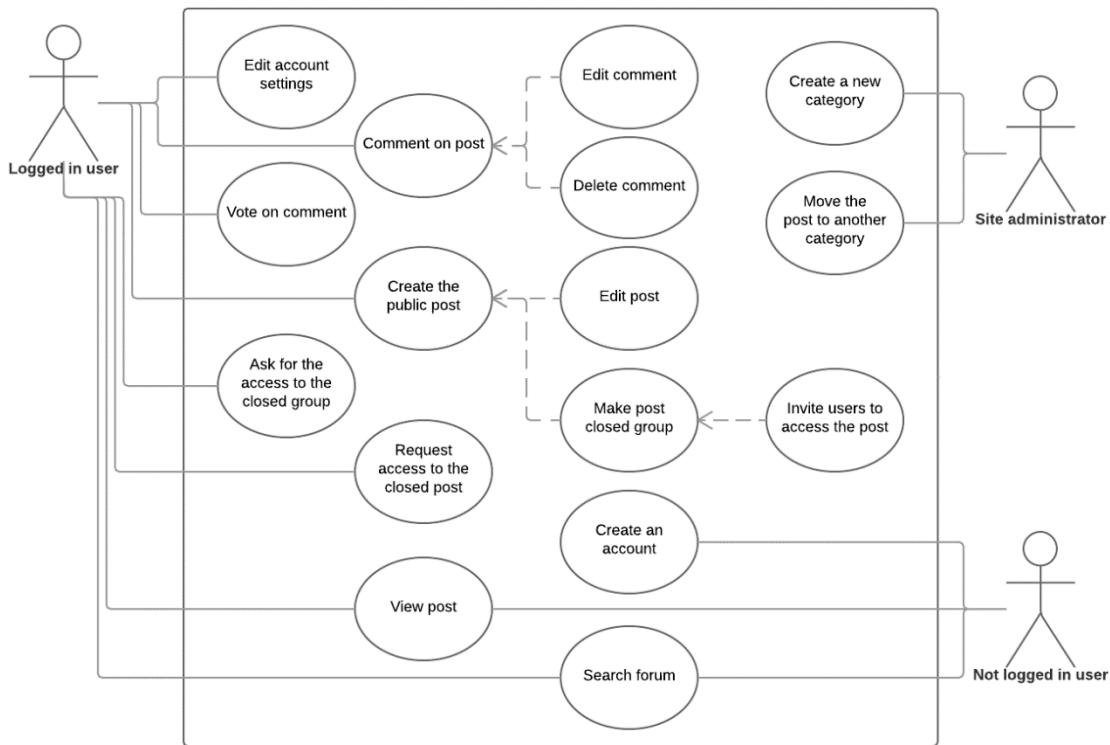 Edit account
settings
Edit comment
Create a new
category
Comment on post
Logged in user
Delete comment
Vote on comment
Move the
post to another
category
Site administrator
Create the
public post
Edit post
Ask for the
access to the
closed group
Make post
closed group
Invite users to
access the post
Request
access to the
closed post
Create an
account
View post
Search forum
Not logged in user